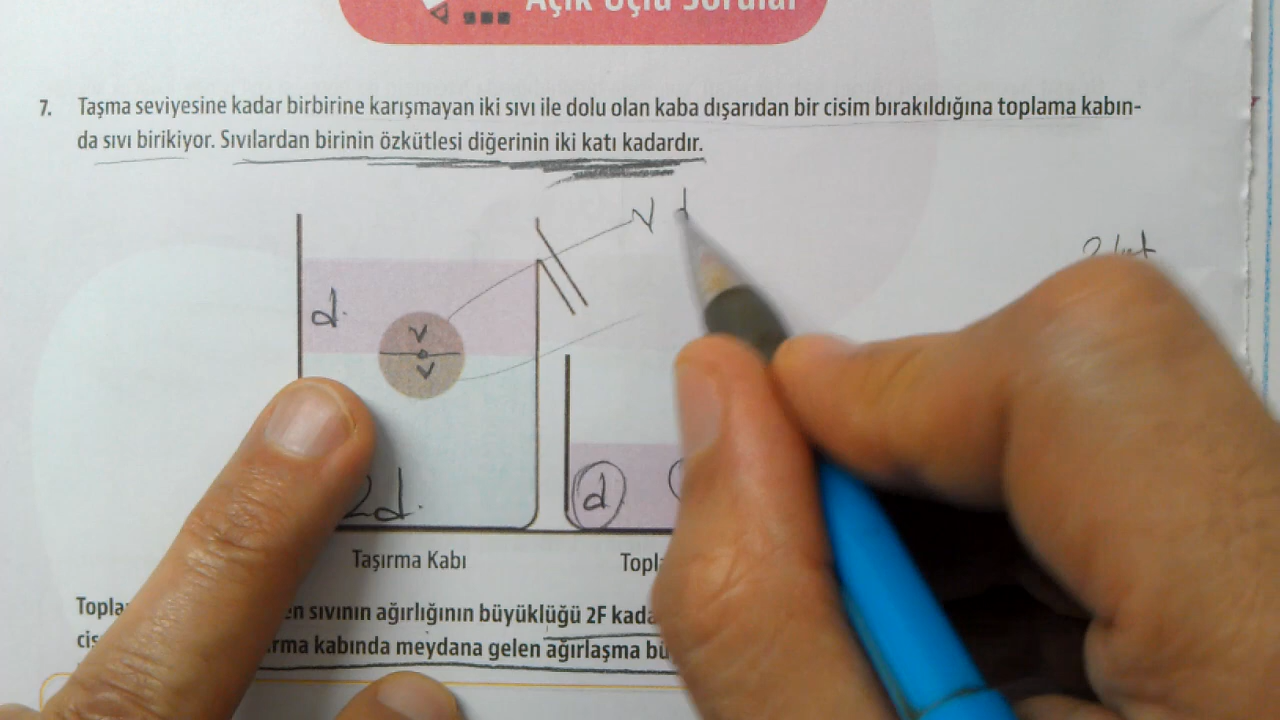 Açık Uçlu Sorular
7. Taşma seviyesine kadar birbirine karışmayan iki sıvı ile dolu olan kaba dışarıdan bir cisim bırakıldığına toplama kabın-
da sıvı birikiyor. Sıvılardan birinin özkütlesi diğerinin iki katı kadardır.
V
d.
V
V
2d.
d
Taşırma Kabı
Topl
Topla
en sıvının ağırlığının büyüklüğü 2F kada
cis
rma kabında meydana gelen ağırlaşma bü